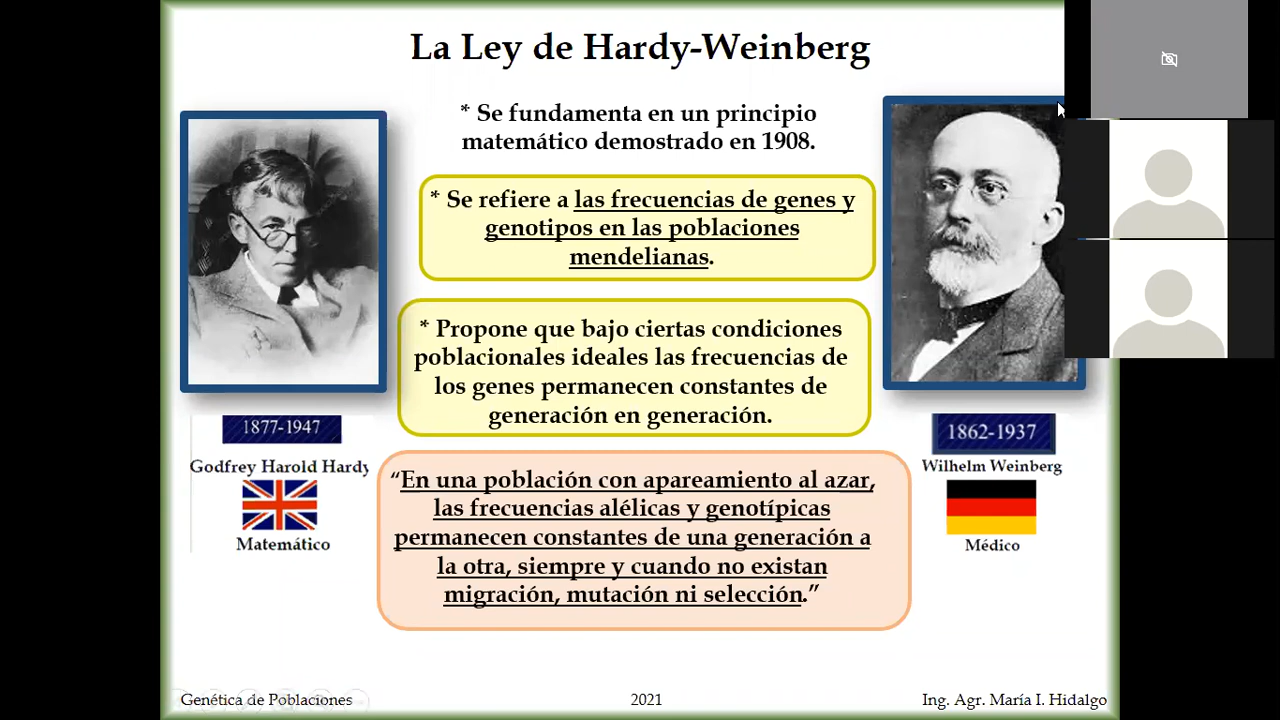 La Ley de Hardy-Weinberg
* Se fundamenta en un principio
matemático demostrado en 1908.
* Se refiere a las frecuencias de genes y
genotipos en las poblaciones
mendelianas.
* Propone que bajo ciertas condiciones
poblacionales ideales las frecuencias de
los genes permanecen constantes de
generación en generación.
1877-1947
Godfrey Harold Hardy
Matemático
1862-1937
Wilhelm Weinberg
Médico
“En una población con apareamiento al azar,
las frecuencias alélicas y genotípicas
permanecen constantes de una generación a
la otra, siempre y cuando no existan
migración, mutación ni selección.”
Genética de Poblaciones
2021
Ing. Agr. María I. Hidalgo